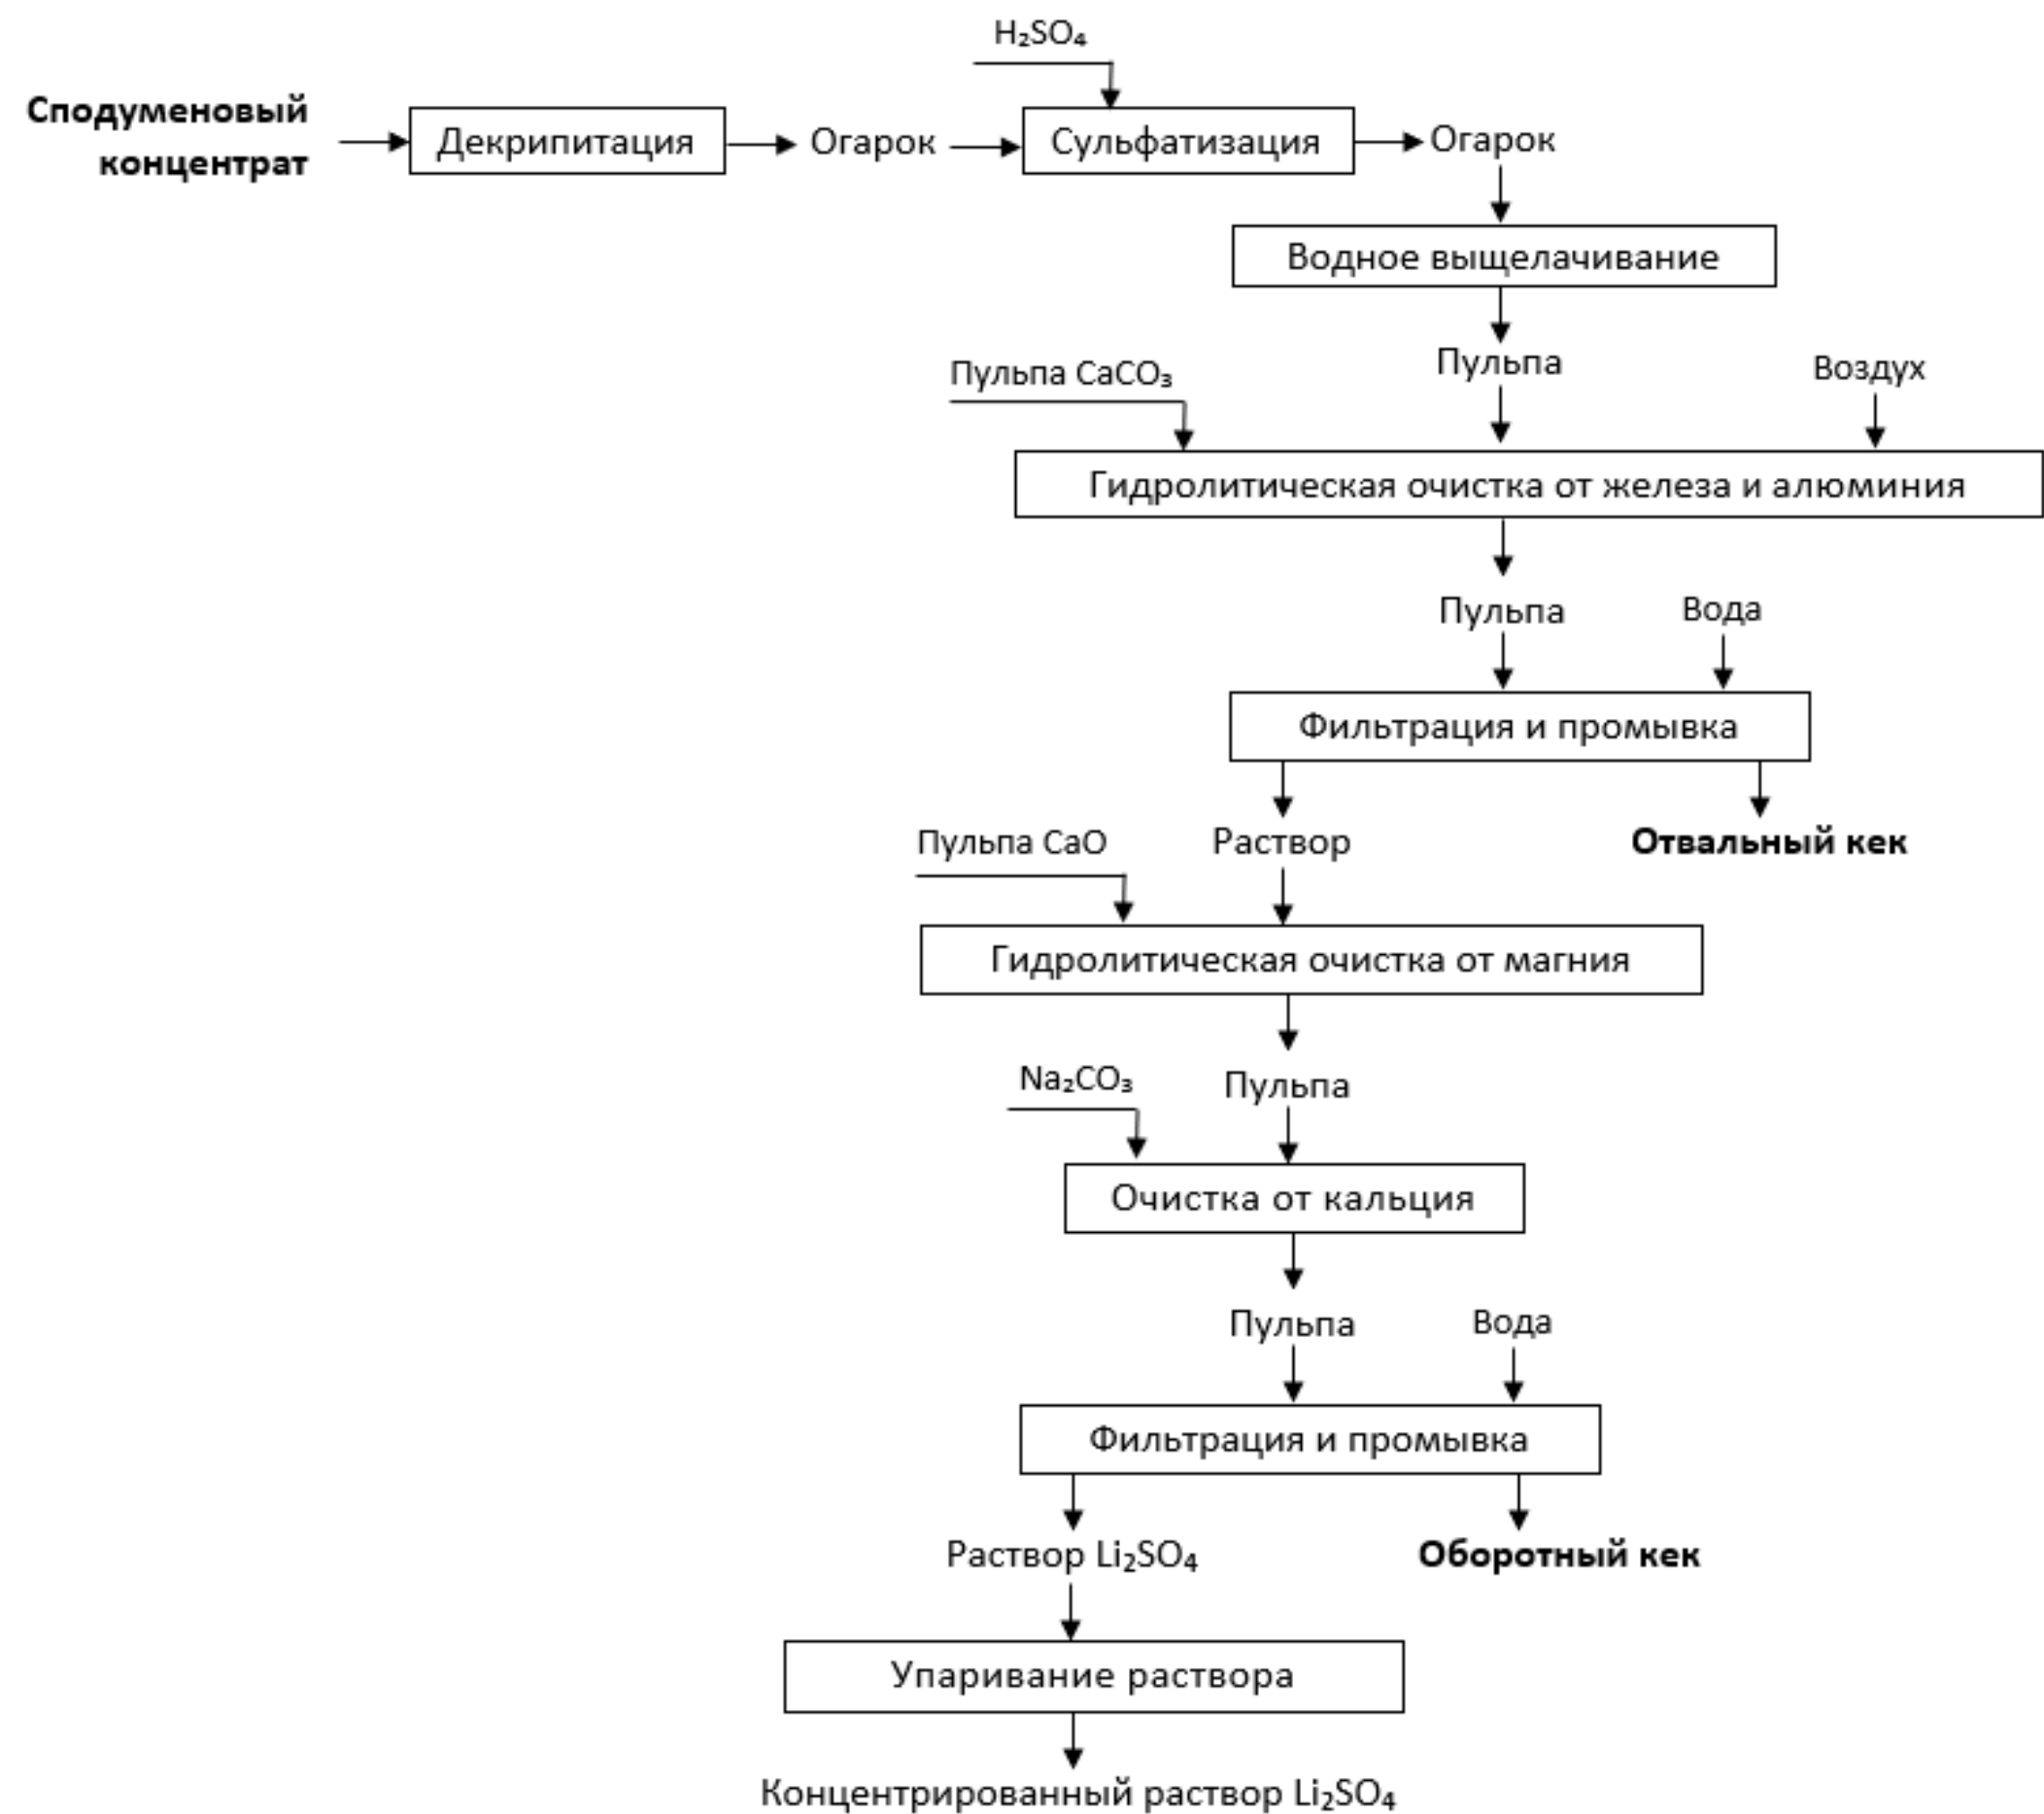 H₂SO₄
Сподуменовый
концентрат
Декрипитация
Огарок
Сульфатизация
Огарок
Водное выщелачивание
Пульпа CaCO₃
Пульпа
Воздух
Гидролитическая очистка от железа и алюминия
Пульпа
Вода
Фильтрация и промывка
Пульпа CaO
Раствор
Отвальный кек
Гидролитическая очистка от магния
Na₂CO₃
Пульпа
Очистка от кальция
Пульпа
Вода
Фильтрация и промывка
Раствор Li₂SO₄
Оборотный кек
Упаривание раствора
Концентрированный раствор Li₂SO₄